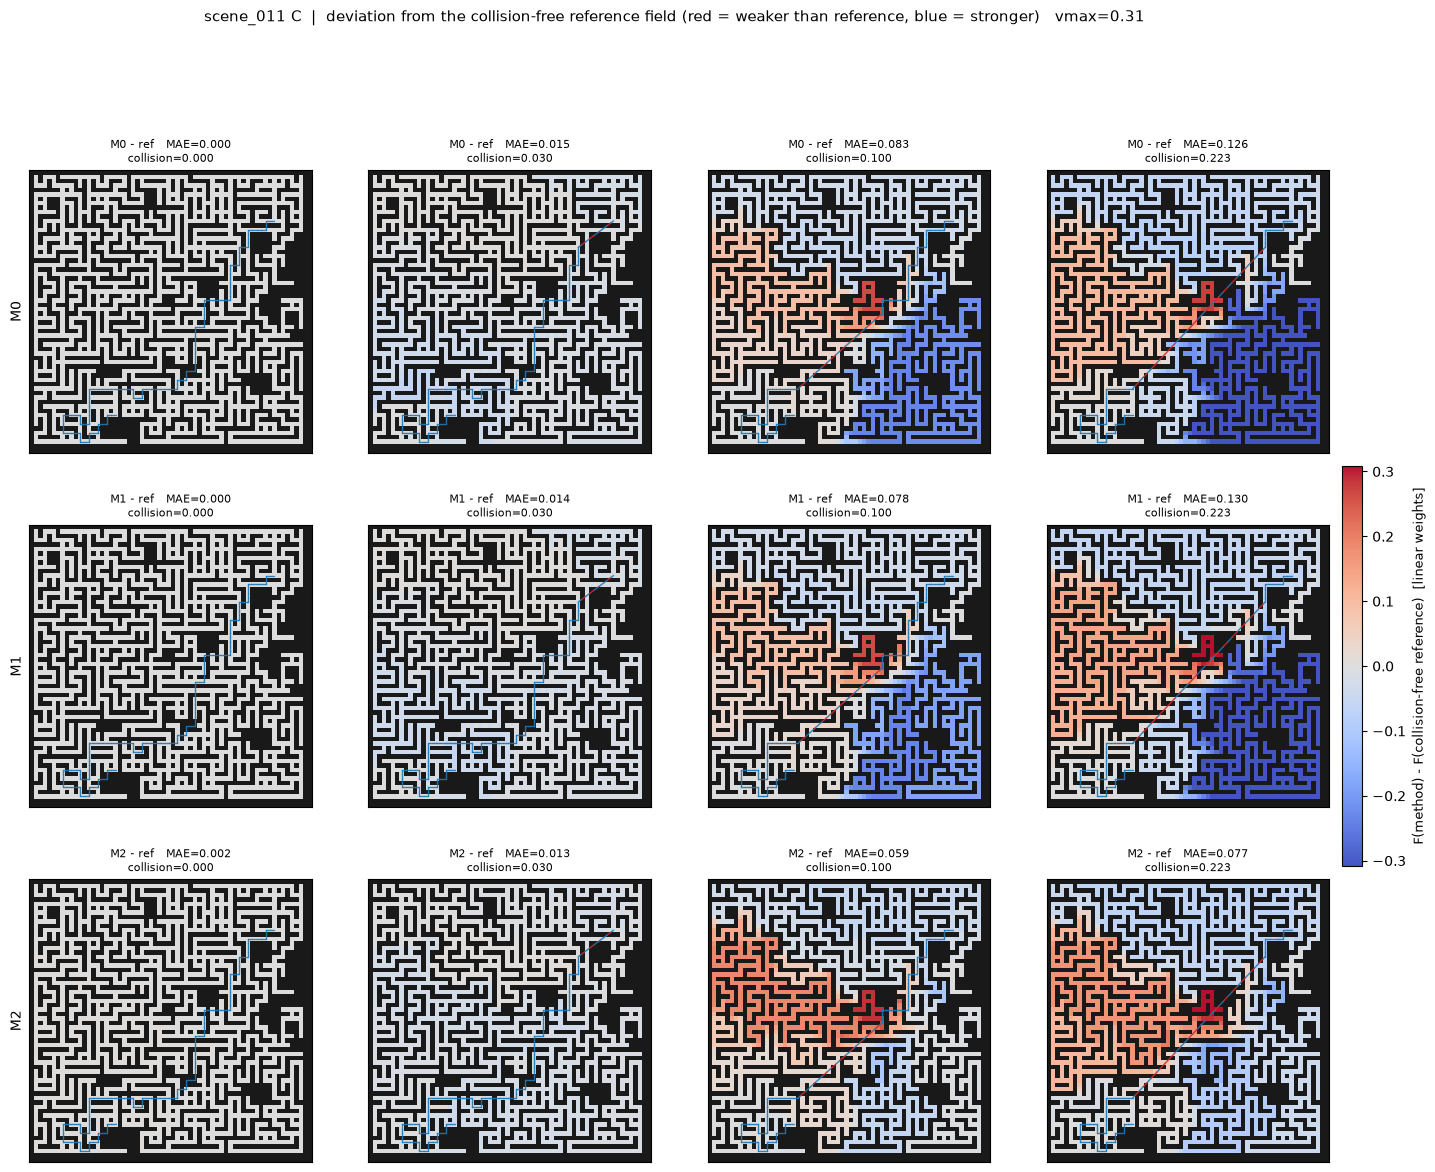 scene_011 C | deviation from the collision-free reference field (red = weaker than reference, blue = stronger) vmax=0.31
M0 - ref MAE=0.000
collision=0.000
M0 - ref MAE=0.015
collision=0.030
M0 - ref MAE=0.083
collision=0.100
M0 - ref MAE=0.126
collision=0.223
M0
M1 - ref MAE=0.000
collision=0.000
M1 - ref MAE=0.014
collision=0.030
M1 - ref MAE=0.078
collision=0.100
M1 - ref MAE=0.130
collision=0.223
M1
M2 - ref MAE=0.002
collision=0.000
M2 - ref MAE=0.013
collision=0.030
M2 - ref MAE=0.059
collision=0.100
M2 - ref MAE=0.077
collision=0.223
M2
0.3
0.2
0.1
0.0
−0.1
−0.2
−0.3
F(method) - F(collision-free reference) [linear weights]